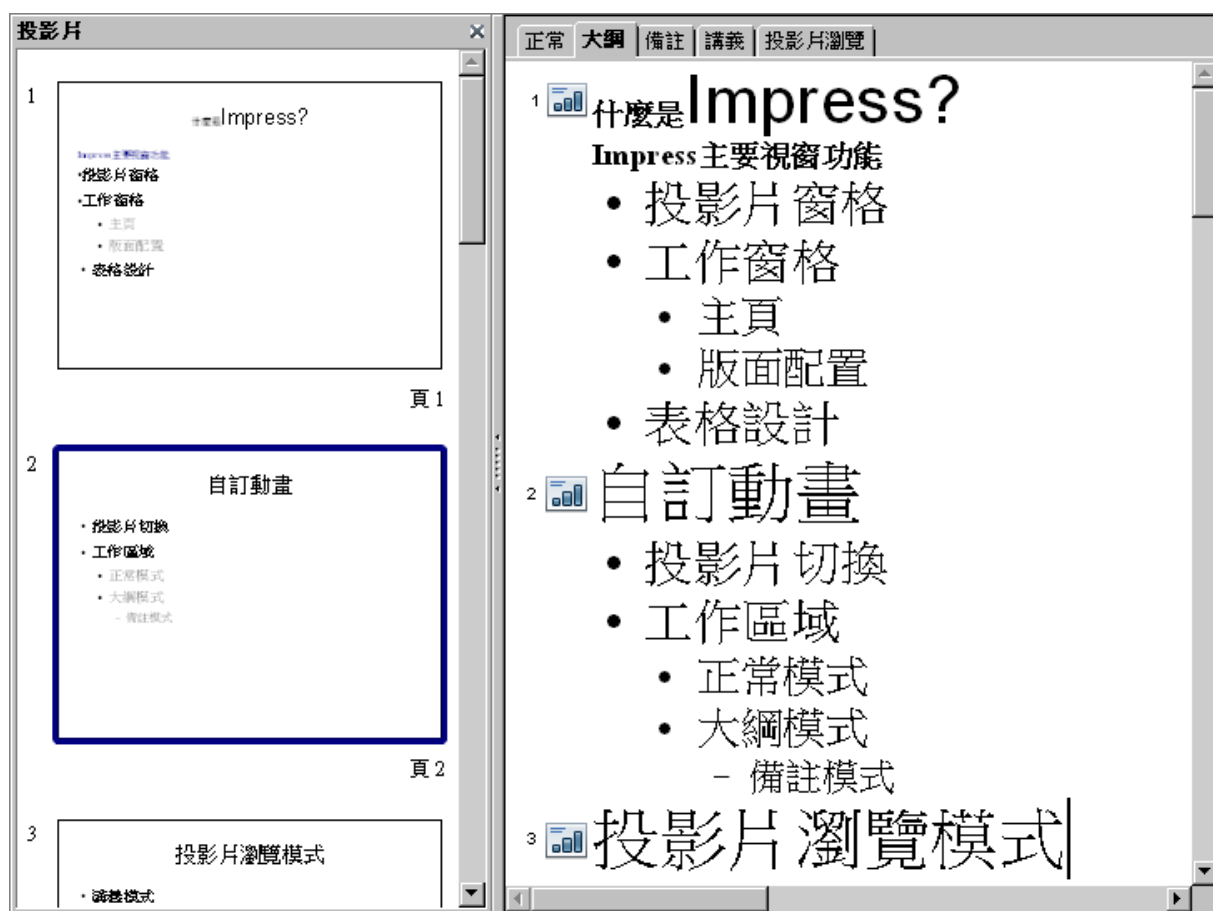 投影片
1
什麼是Impress?
Impress主要視窗功能
•投影片窗格
•工作窗格
• 主頁
• 版面配置
• 表格設計
頁 1
2
自訂動畫
• 投影片切換
• 工作區域
• 正常模式
• 大綱模式
– 備註模式
頁 2
3
投影片瀏覽模式
• 講義模式
正常 大綱 備註 講義 投影片瀏覽
1 什麼是Impress?
Impress主要視窗功能
• 投影片窗格
• 工作窗格
• 主頁
• 版面配置
• 表格設計
2 自訂動畫
• 投影片切換
• 工作區域
• 正常模式
• 大綱模式
– 備註模式
3 投影片瀏覽模式